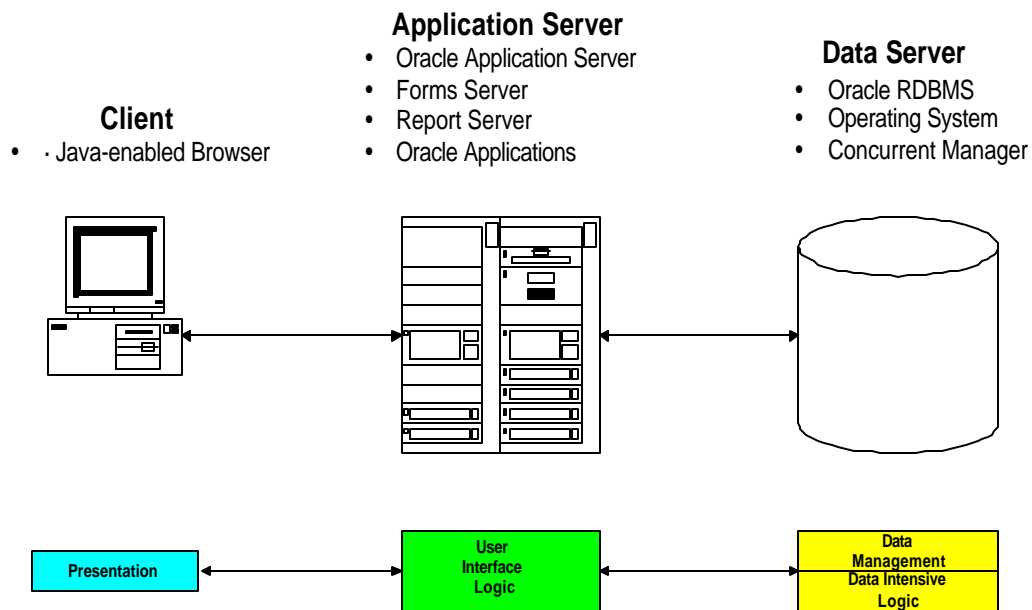 Application Server
• Oracle Application Server
• Forms Server
• Report Server
• Oracle Applications
Data Server
• Oracle RDBMS
• Operating System
• Concurrent Manager
Client
• · Java-enabled Browser
Presentation
User
Interface
Logic
Data
Management
Data Intensive
Logic